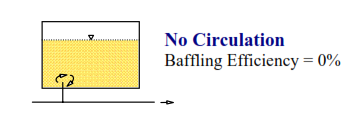 No Circulation
Baffling Efficiency = 0%